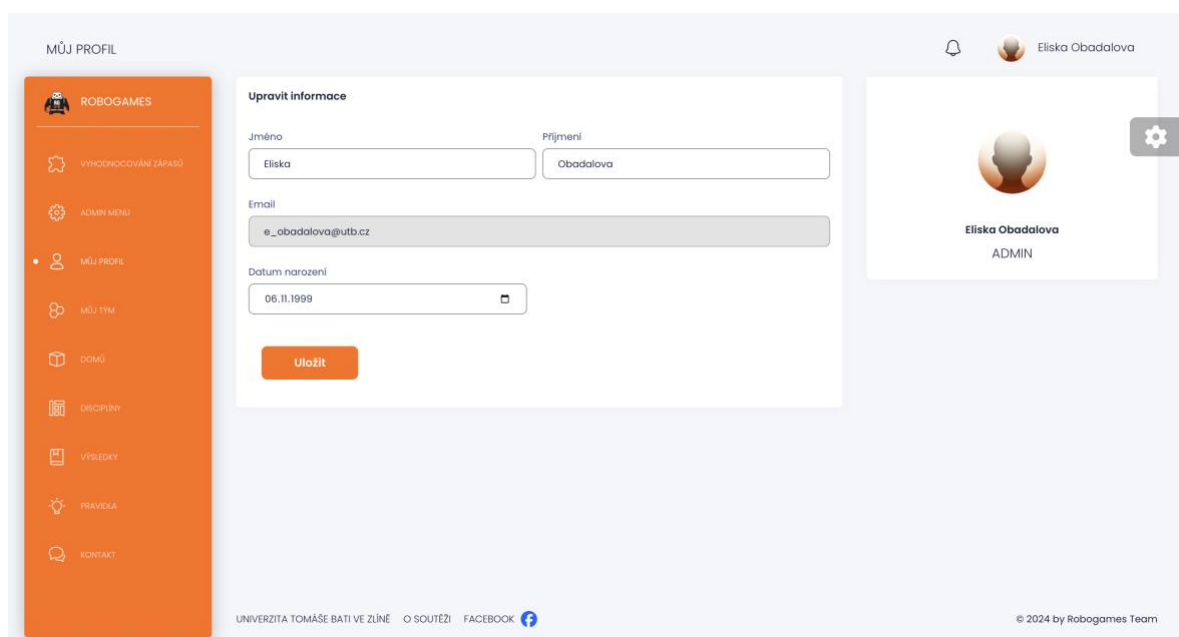 MŮJ PROFIL
Eliska Obadalova
ROBOGAMES
VYHODNOCOVÁNÍ ZÁPASŮ
ADMIN MENU
MŮJ PROFIL
MŮJ TÝM
DOMŮ
DISCIPLÍNY
VÝSLEDKY
PRAVIDLA
KONTAKT
Upravit informace
Jméno
Příjmení
Eliska
Obadalova
Email
e_obadalova@utb.cz
Datum narození
06.11.1999
Uložit
Eliska Obadalova
ADMIN
UNIVERZITA TOMÁŠE BATI VE ZLÍNĚ O SOUTĚŽI FACEBOOK
© 2024 by Robogames Team